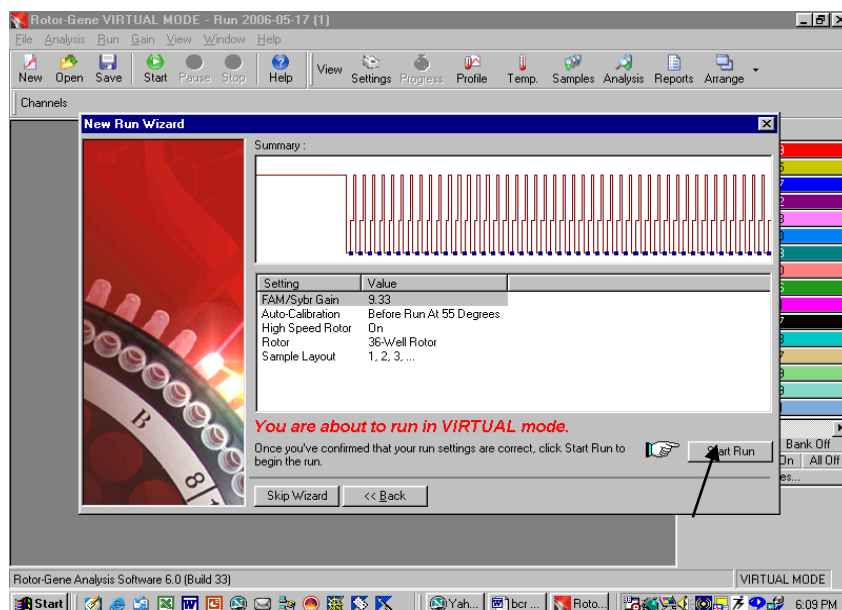 Rotor-Gene VIRTUAL MODE - Run 2006-05-17 (1)
File Analysis Run Gain View Window Help
New Open Save Start Pause Stop Help View Settings Progress Profile Temp. Samples Analysis Reports Arrange
Channels
New Run Wizard
Summary :
Setting Value
FAM/Sybr Gain 9.33
Auto-Calibration Before Run At 55 Degrees
High Speed Rotor On
Rotor 36-Well Rotor
Sample Layout 1, 2, 3, ...
You are about to run in VIRTUAL mode.
Once you've confirmed that your run settings are correct, click Start Run to
begin the run.
Start Run
Skip Wizard << Back
B
8
Bank Off
On All Off
es...
Rotor-Gene Analysis Software 6.0 (Build 33) VIRTUAL MODE
Start Yah... bcr ... Roto... 6:09 PM